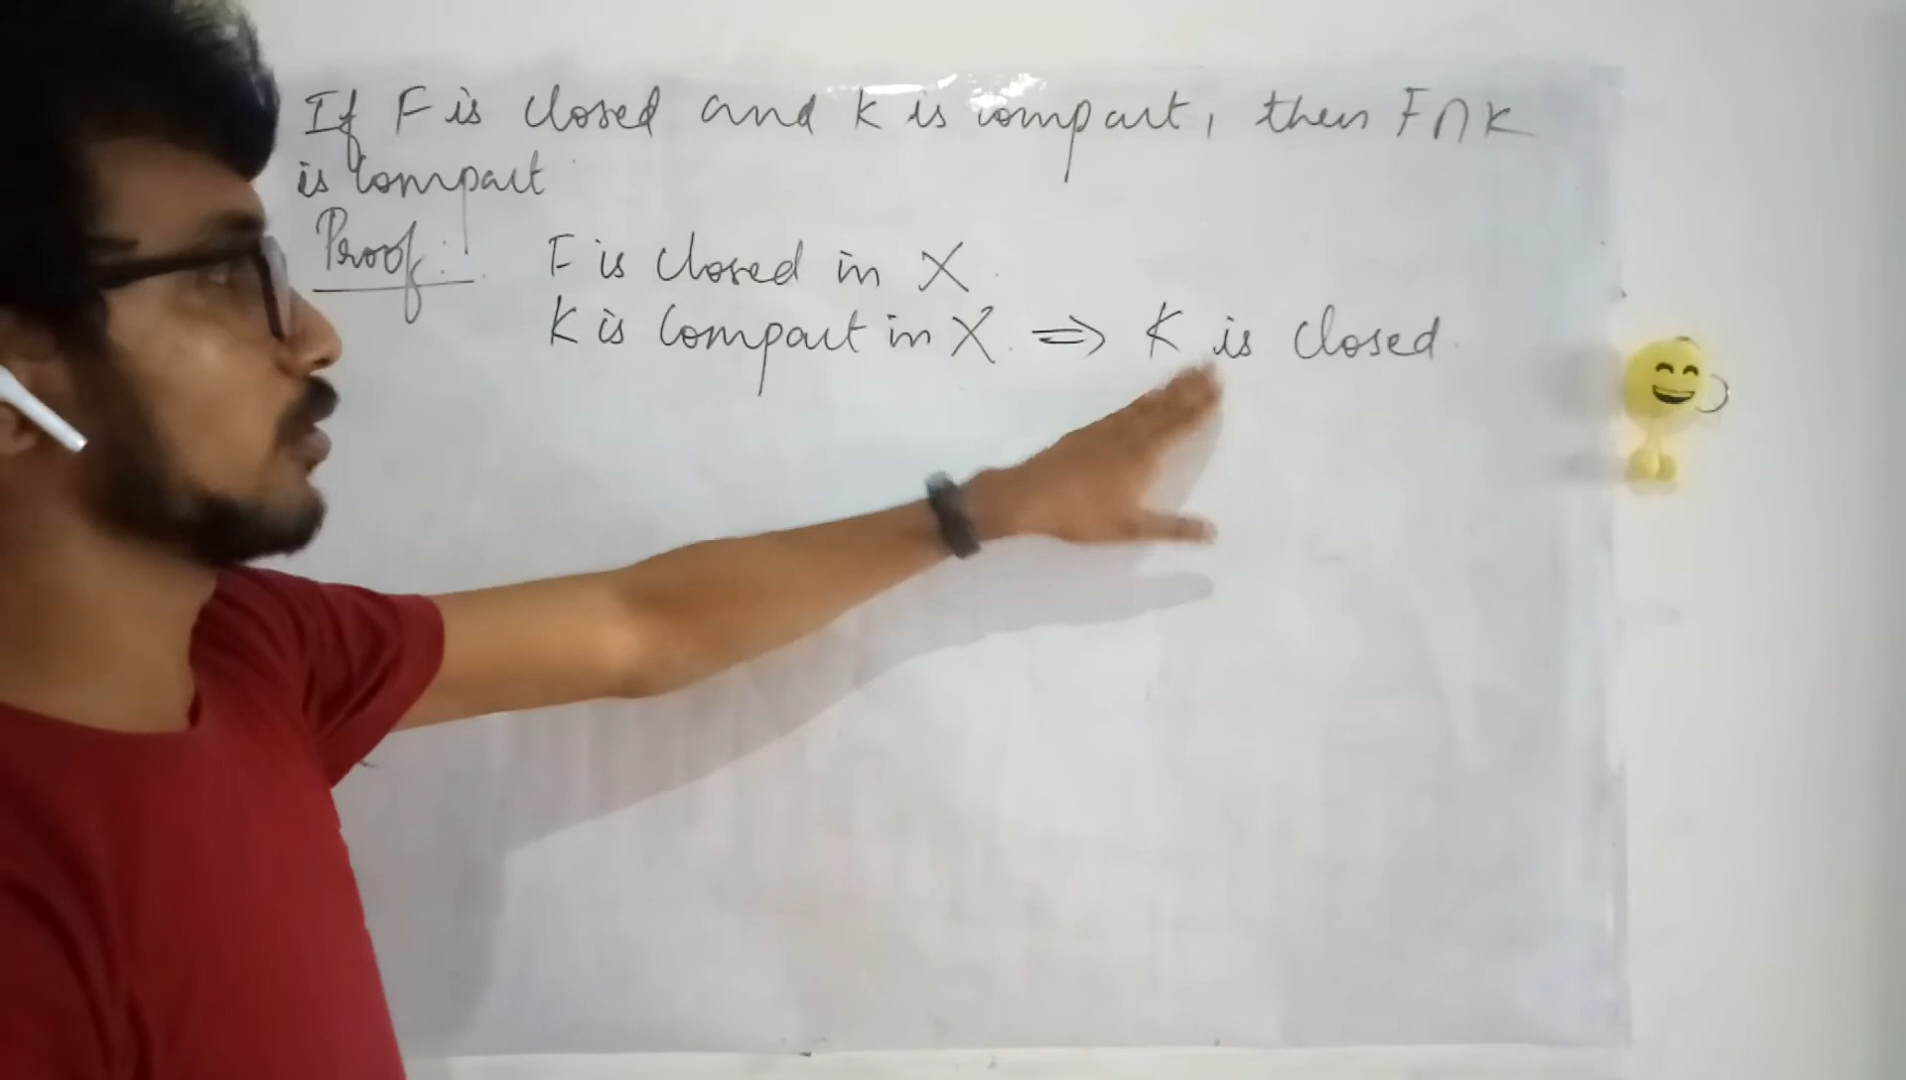 If F is closed and K is compact, then F∩K
is compact
Proof: F is closed in X.
K is compact in X. ⇒ K is closed.